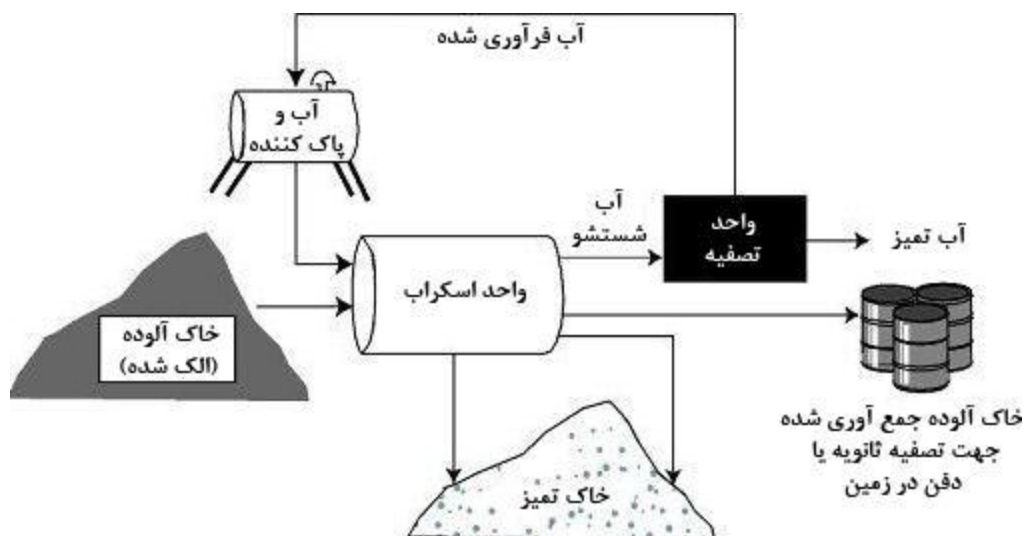 آب فرآوری شده
آب و
پاک کننده
آب
شستشو
واحد
تصفیه
آب تمیز
واحد اسکراب
خاک آلوده
(الک شده)
خاک آلوده جمع آوری شده
جهت تصفیه ثانویه یا
دفن در زمین
خاک تمیز